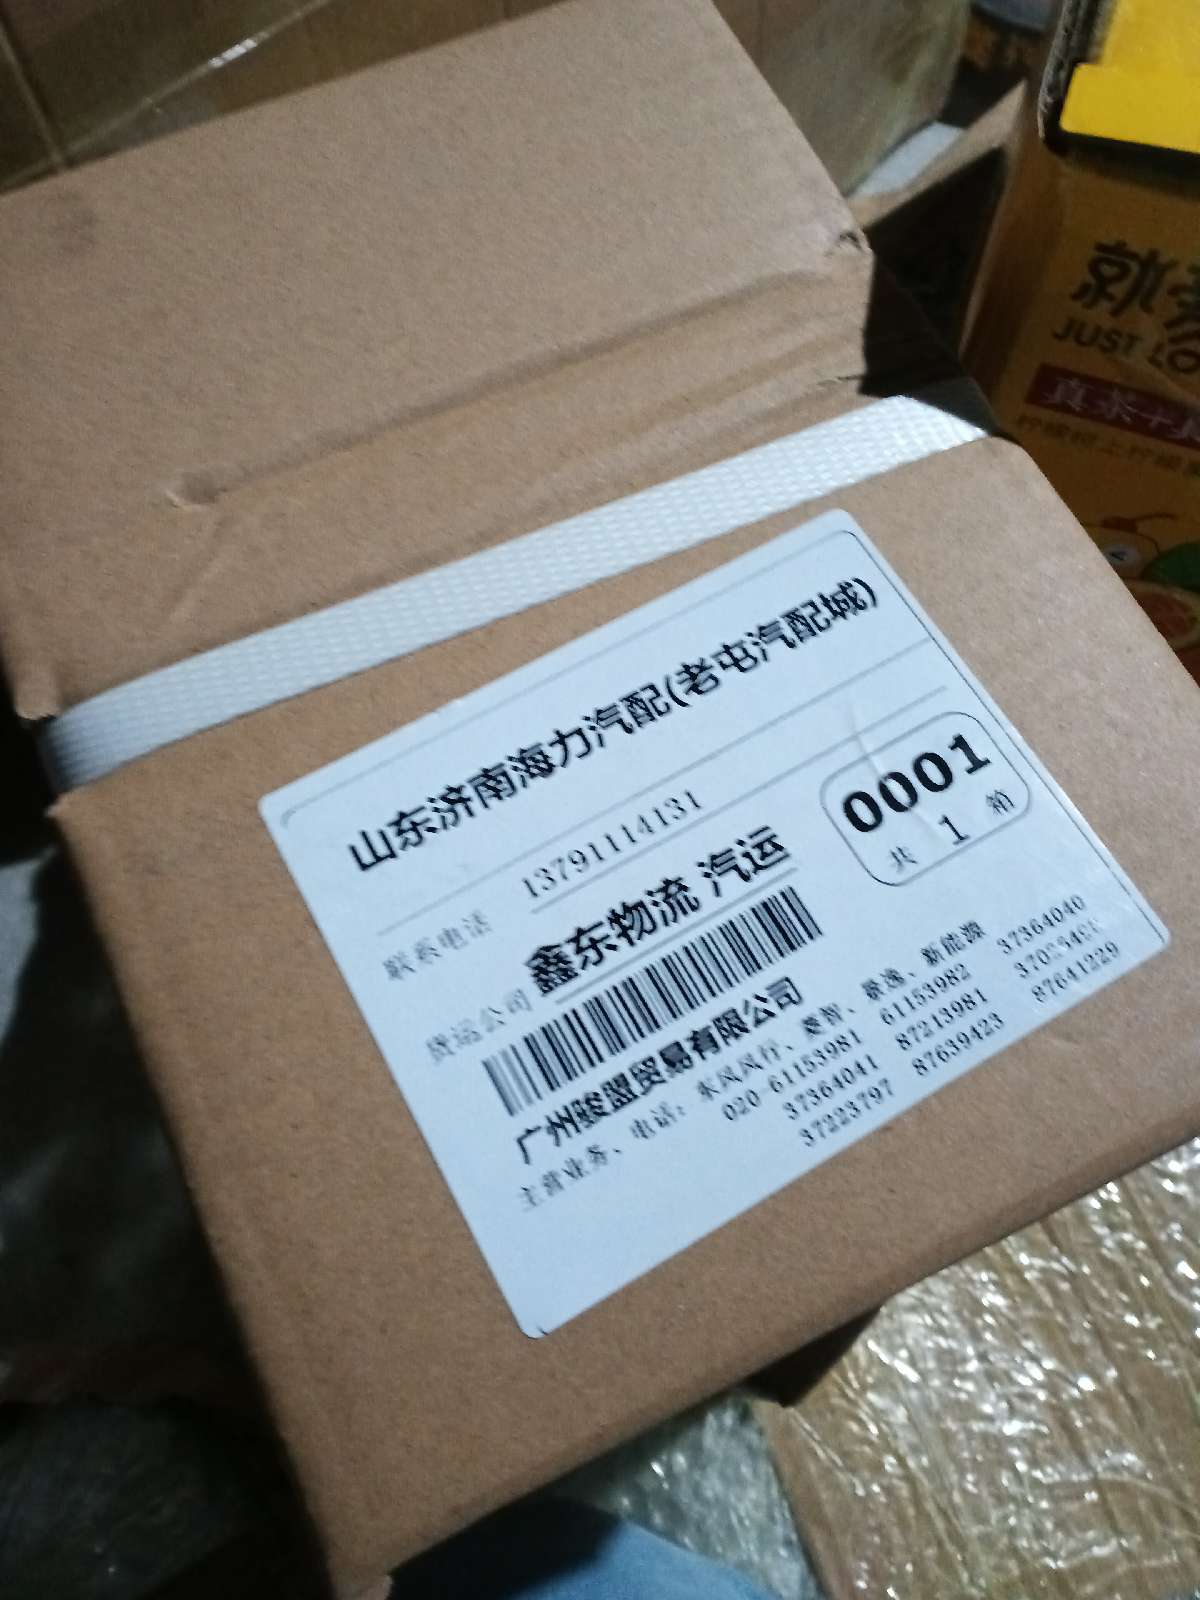 山东济南海力汽配(老屯汽配城)
联系电话 13791114131
货运公司 鑫东物流 汽运
0001
共 1 箱
广州骏盟贸易有限公司
主营业务、电话: 东风风行、菱智、景逸、新能源
020-61153981 61153982 37364040
37364041 87213981
37223797 87639423 87641229
就
JUST
真茶+真